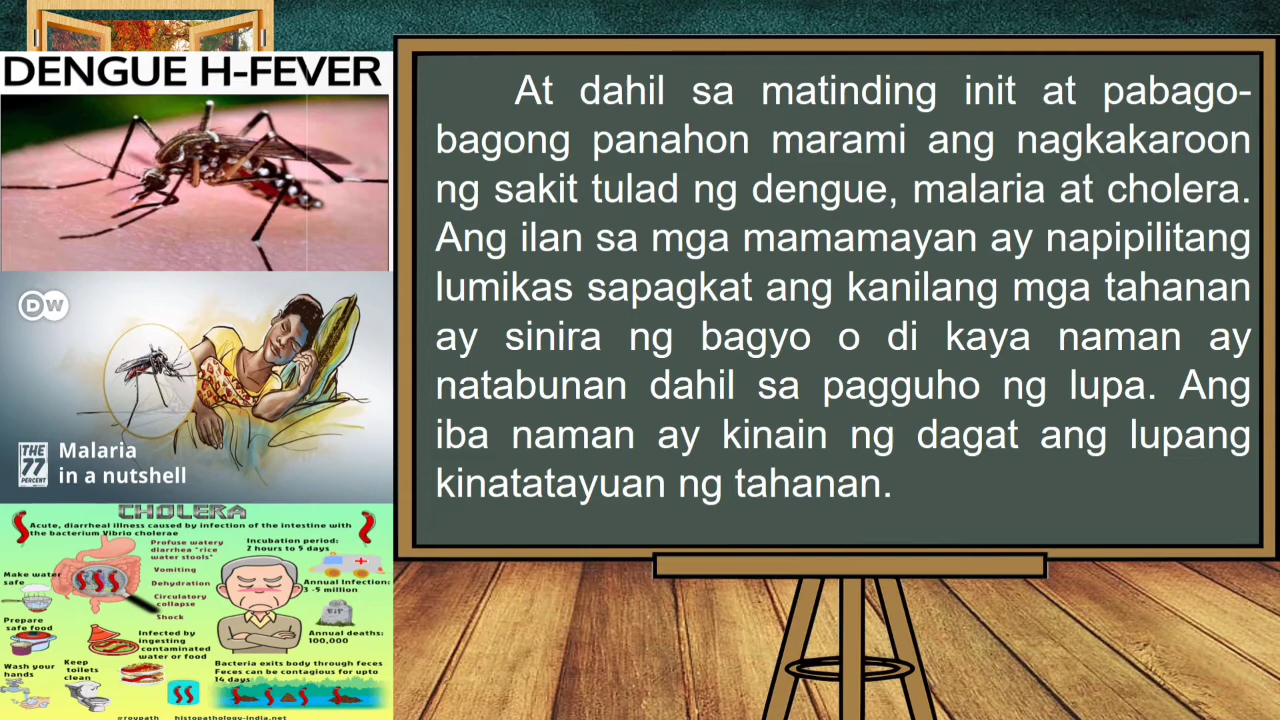 DENGUE H-FEVER
DW
THE
77
PERCENT
Malaria
in a nutshell
CHOLERA
Acute, diarrheal illness caused by infection of the intestine with
the bacterium Vibrio cholerae
Profuse watery
diarrhea "rice
water stools"
Vomiting
Dehydration
Circulatory
collapse
Shock
Incubation period:
2 hours to 5 days
Annual Infection:
3 -5 million
RIP
Annual deaths:
100,000
Make water
safe
Prepare
safe food
Wash your
hands
Keep
toilets
clean
Infected by
ingesting
contaminated
water or food
Bacteria exits body through feces
Feces can be contagious for upto
14 days
@roypath histopathology-india.net
At dahil sa matinding init at pabago-
bagong panahon marami ang nagkakaroon
ng sakit tulad ng dengue, malaria at cholera.
Ang ilan sa mga mamamayan ay napipilitang
lumikas sapagkat ang kanilang mga tahanan
ay sinira ng bagyo o di kaya naman ay
natabunan dahil sa pagguho ng lupa. Ang
iba naman ay kinain ng dagat ang lupang
kinatatayuan ng tahanan.